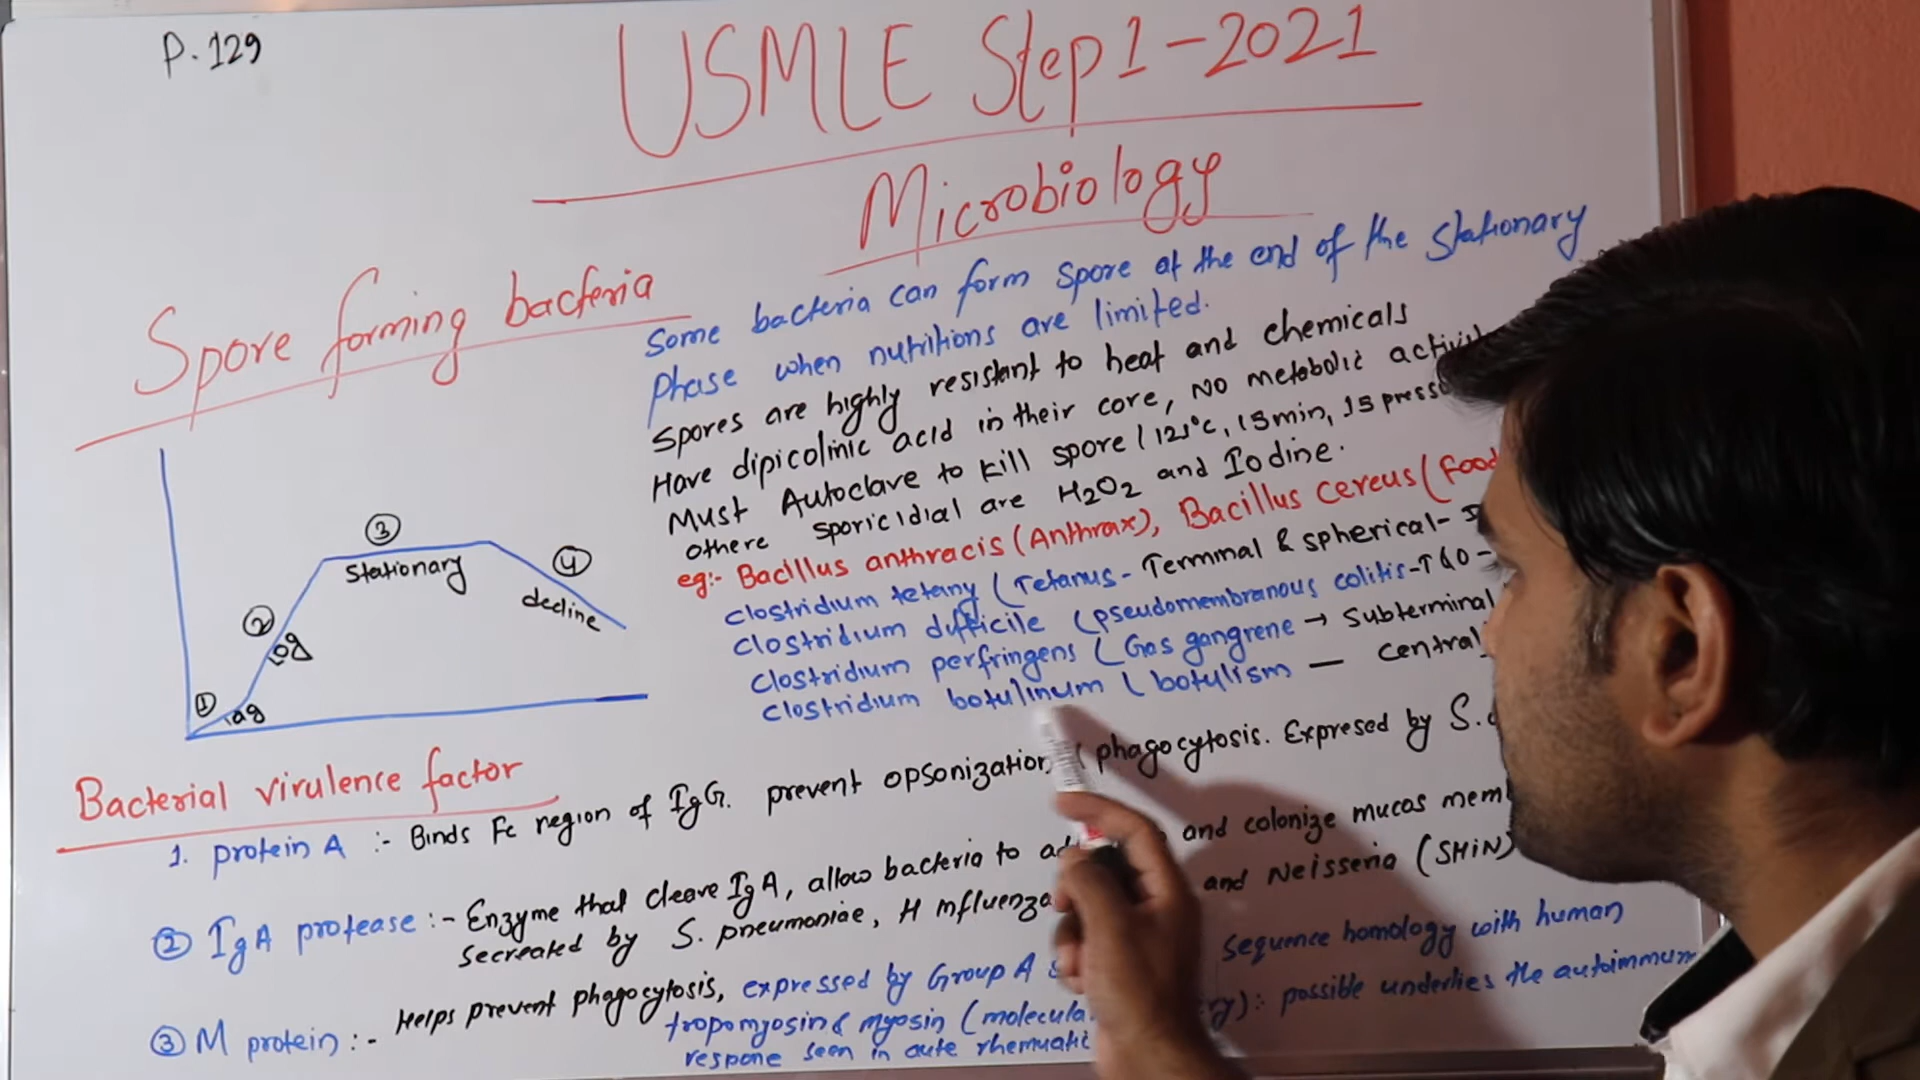 P. 129
USMLE Step 1 - 2021
Microbiology
Spore forming bacteria
Some bacteria can form spore at the end of the stationary
phase when nutritions are limited.
Spores are highly resistant to heat and chemicals
Have dipicolinic acid in their core, NO metabolic
Must Autoclave to kill spore (121°C, 15 min, 15
othere sporicidial are H2O2 and Iodine.
eg:- Bacillus anthracis (Anthrax), Bacillus cereus (Food
clostridium tetany (Tetanus - Terminal & spherical -
clostridium difficile (pseudomembranous colitis -
clostridium perfringens (Gas gangrene → Subterminal
clostridium botulinum ( botulism — central
① lag
② log
③ stationary
④ decline
Bacterial virulence factor
1. protein A :- Binds Fc region of IgG. prevent opsonization phagocytosis. Expresed by S.
② IgA protease :- Enzyme that cleave IgA, allow bacteria to and colonize mucas
secreated by S. pneumoniae, H and Neisseria (SHiN)
③ M protein :- Helps prevent phagocytosis, expressed by Group A sequence homology with human
tropomyosin & myosin ( : possible underlies the
respone seen in aute rhemuatic